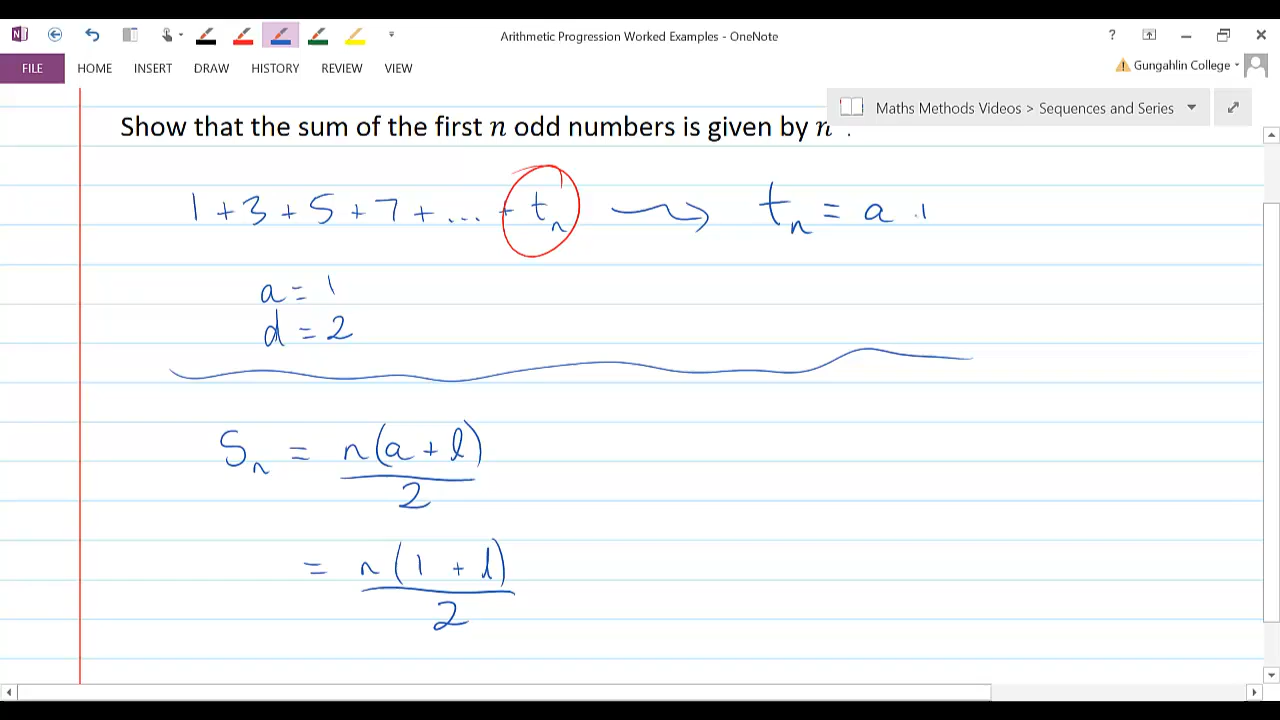 Arithmetic Progression Worked Examples - OneNote
?
FILE HOME INSERT DRAW HISTORY REVIEW VIEW
Gungahlin College
Maths Methods Videos > Sequences and Series
Show that the sum of the first n odd numbers is given by n
1 + 3 + 5 + 7 + ... + tₙ
tₙ = a
a = 1
d = 2
Sₙ = n(a + l)
2
= n(1 + l)
2